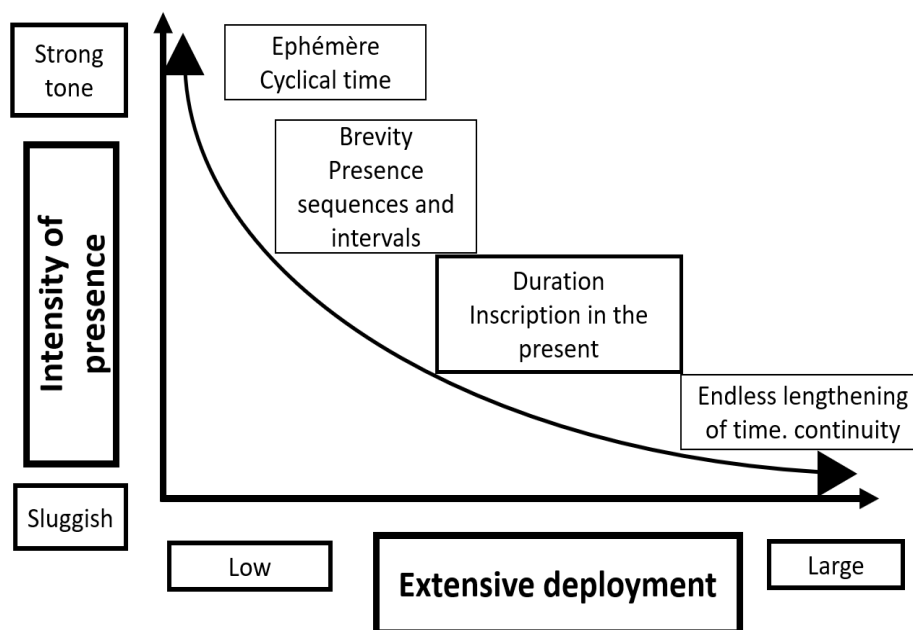 Strong
tone
Ephémère
Cyclical time
Brevity
Presence
sequences and
intervals
Intensity of
presence
Duration
Inscription in the
present
Endless lengthening
of time. continuity
Sluggish
Low
Extensive deployment
Large